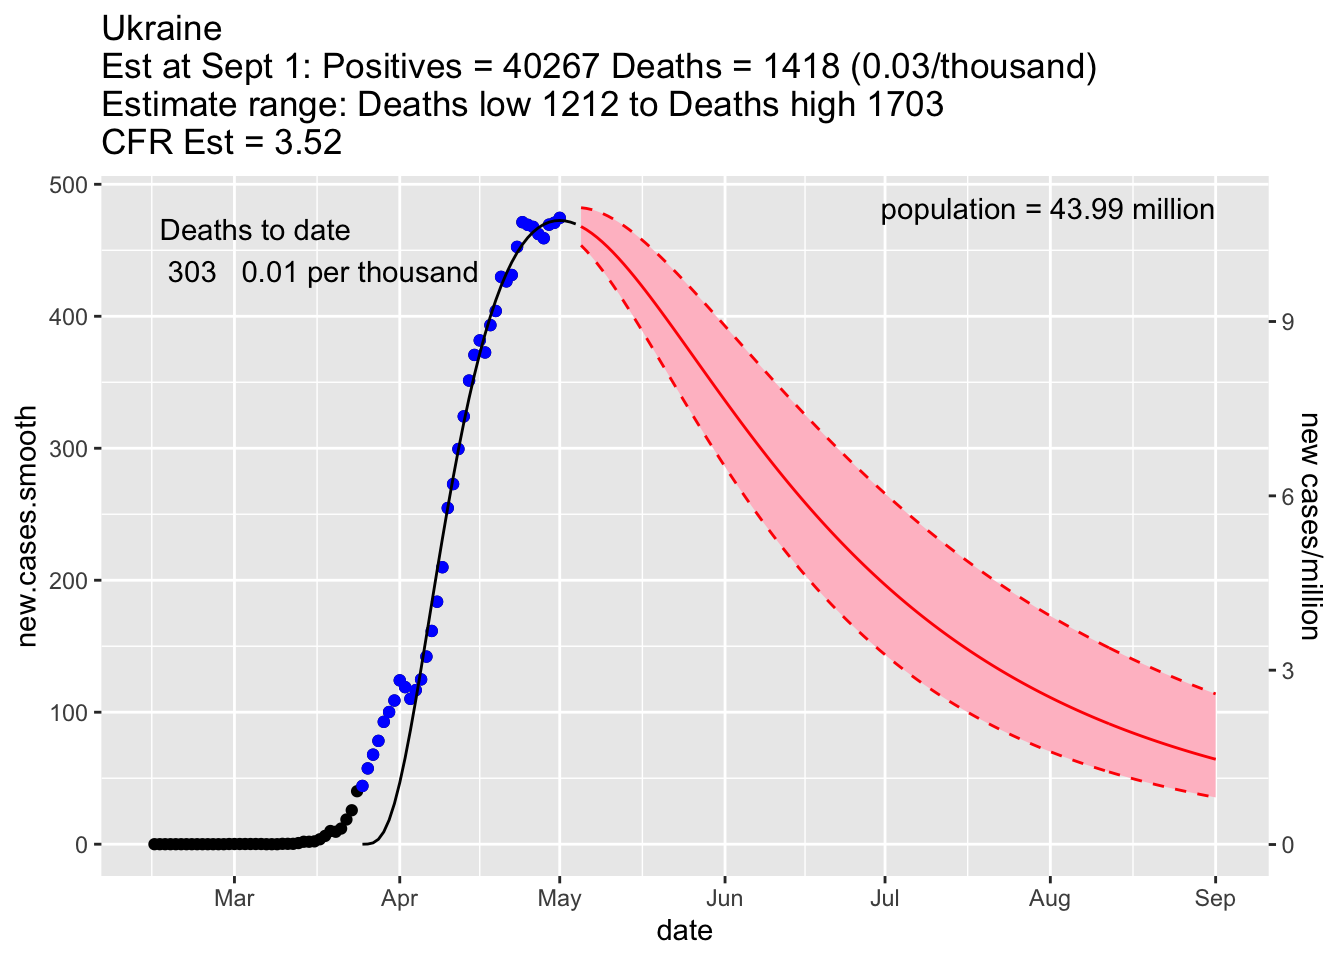 Ukraine
Est at Sept 1: Positives = 40267 Deaths = 1418 (0.03/thousand)
Estimate range: Deaths low 1212 to Deaths high 1703
CFR Est = 3.52
Deaths to date
303 0.01 per thousand
population = 43.99 million
new.cases.smooth
500
400
300
200
100
0
new cases/million
9
6
3
0
Mar Apr May Jun Jul Aug Sep
date